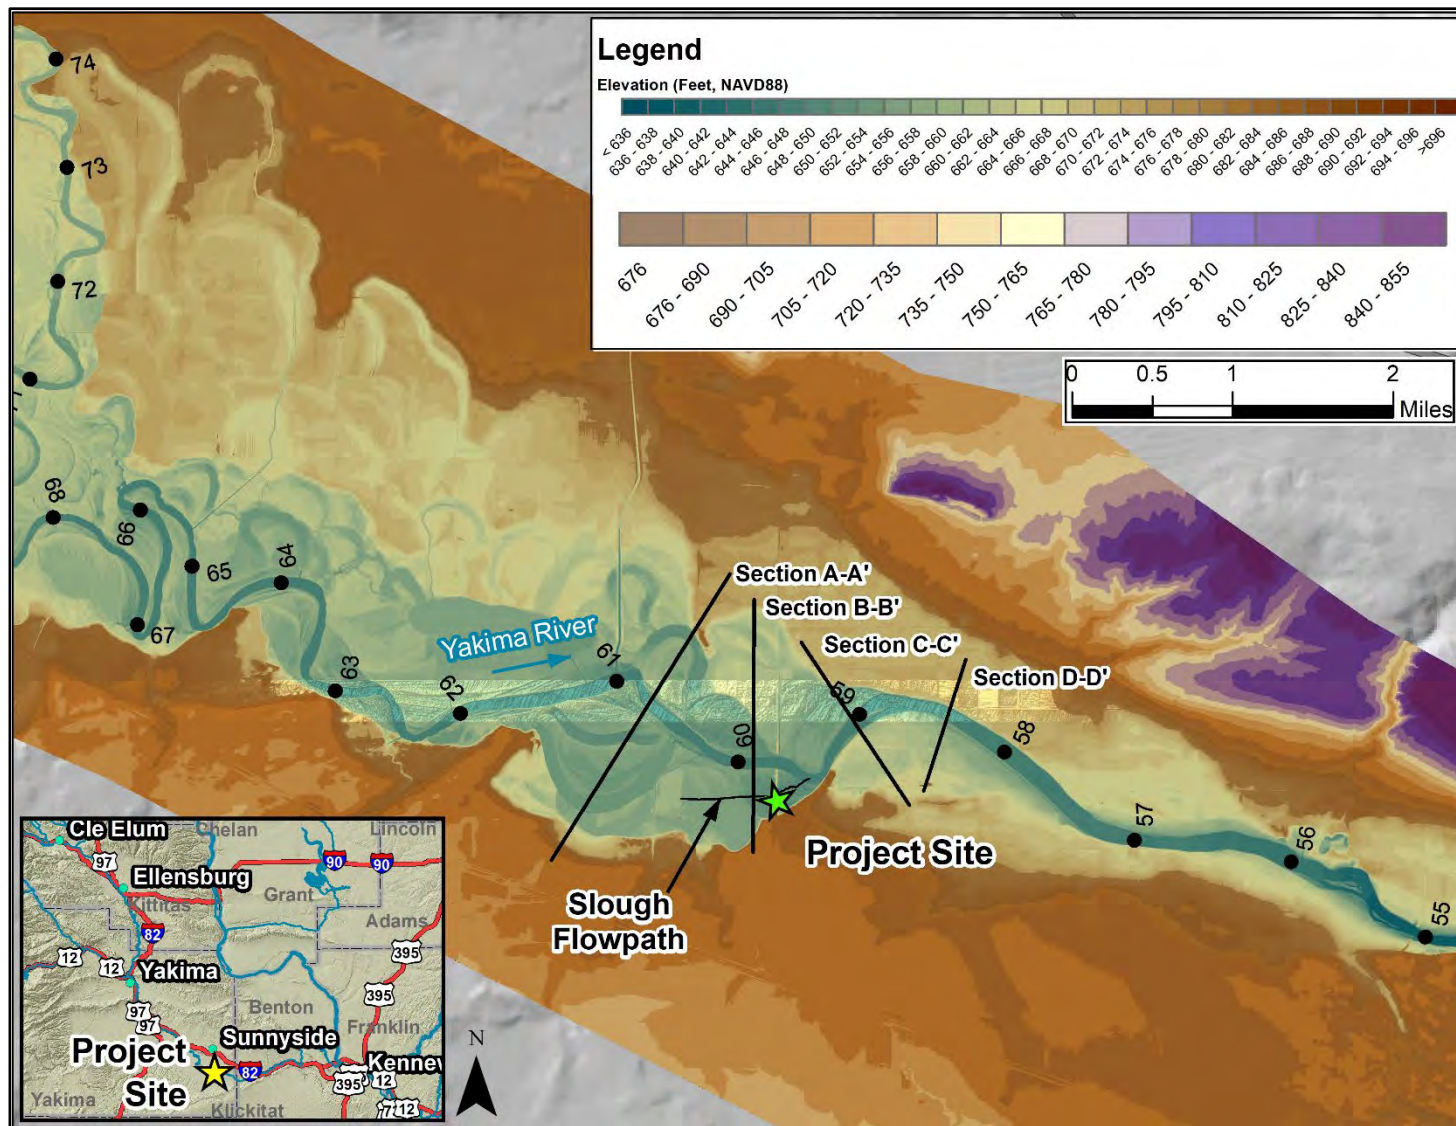 Legend
Elevation (Feet, NAVD88)
< 636
636 - 638
638 - 640
640 - 642
642 - 644
644 - 646
646 - 648
648 - 650
650 - 652
652 - 654
654 - 656
656 - 658
658 - 660
660 - 662
662 - 664
664 - 666
666 - 668
668 - 670
670 - 672
672 - 674
674 - 676
676 - 678
678 - 680
680 - 682
682 - 684
684 - 686
686 - 688
688 - 690
690 - 692
692 - 694
694 - 696
>696
676
676 - 690
690 - 705
705 - 720
720 - 735
735 - 750
750 - 765
765 - 780
780 - 795
795 - 810
810 - 825
825 - 840
840 - 855
0 0.5 1 2
Miles
74
73
72
71
68
66
67
65
64
63
62
61
60
59
58
57
56
55
Yakima River
Section A-A'
Section B-B'
Section C-C'
Section D-D'
Project Site
Slough
Flowpath
N
Cle Elum
Chelan
Lincoln
97
90
90
Ellensburg
Kittitas
Grant
Adams
82
12
12
395
Yakima
Benton
395
97
97
Franklin
Sunnyside
Project
Site
82
Kennew
395
12
12
Yakima
Klickitat